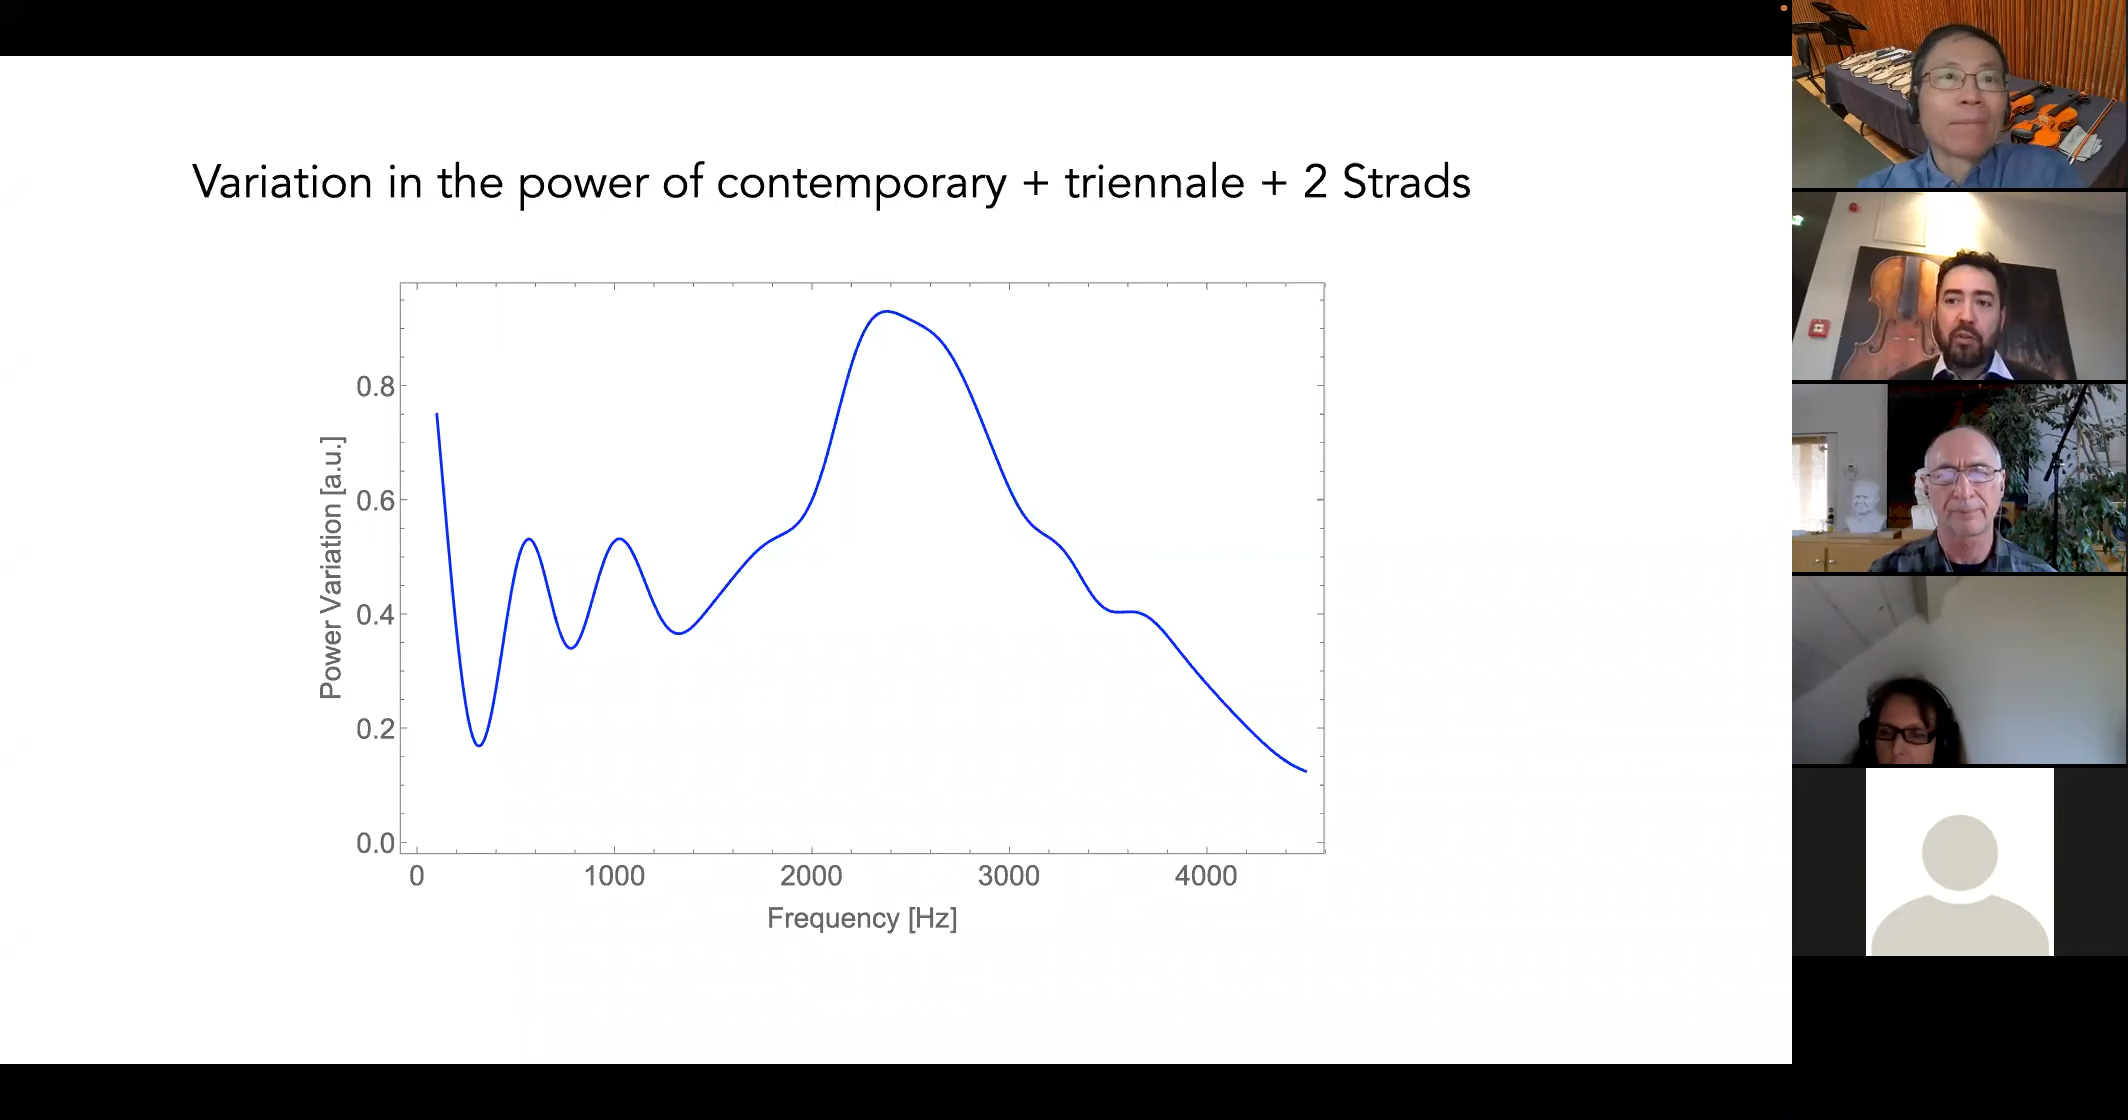 Variation in the power of contemporary + triennale + 2 Strads
Power Variation [a.u.]
0.8
0.6
0.4
0.2
0.0
0 1000 2000 3000 4000
Frequency [Hz]